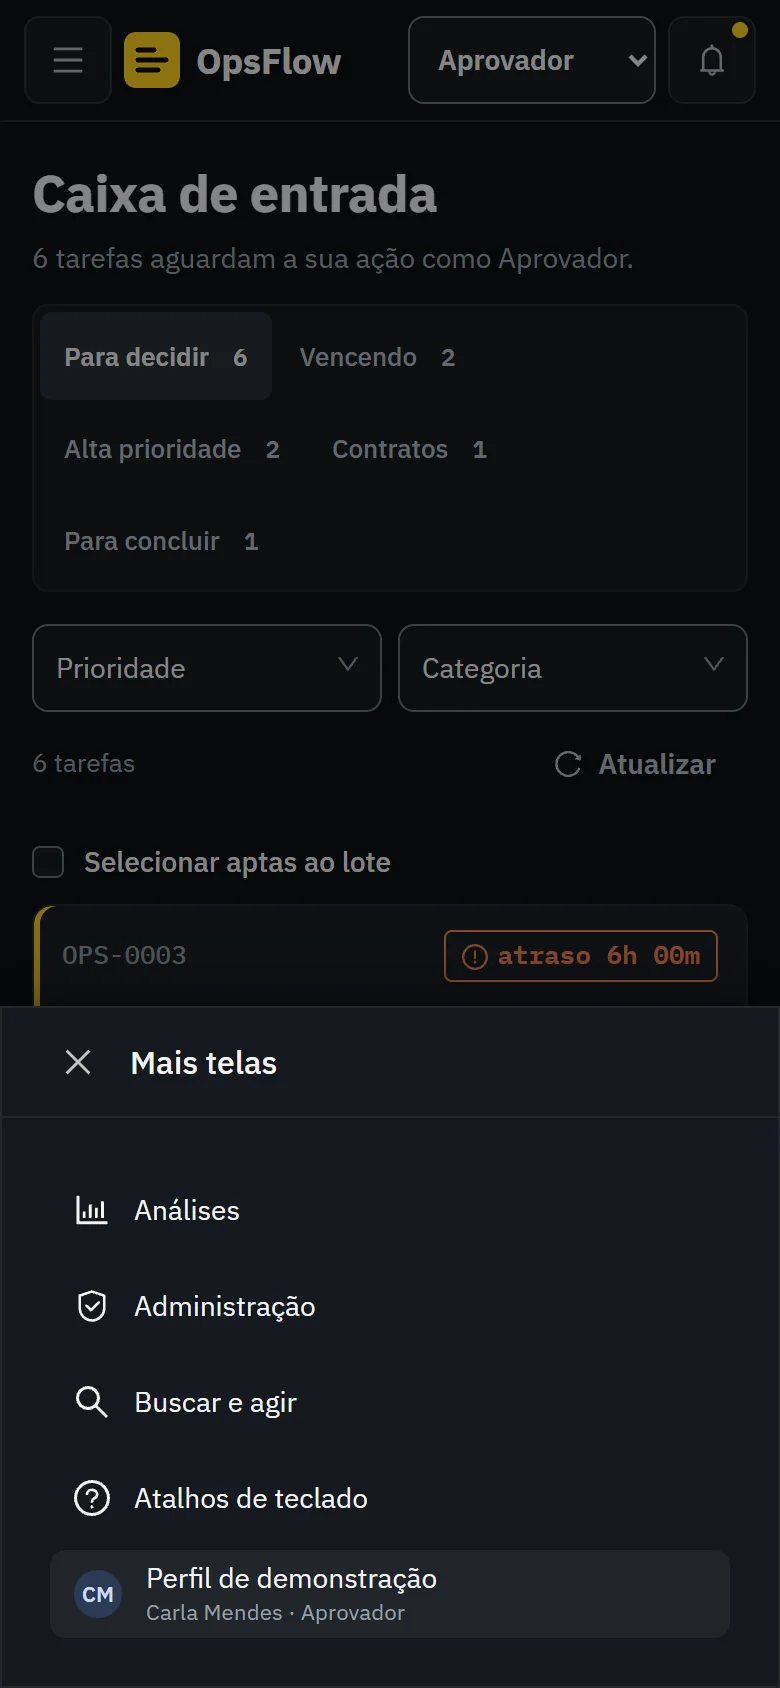 OpsFlow
Aprovador
Caixa de entrada
6 tarefas aguardam a sua ação como Aprovador.
Para decidir 6 Vencendo 2
Alta prioridade 2 Contratos 1
Para concluir 1
Prioridade Categoria
6 tarefas Atualizar
Selecionar aptas ao lote
OPS-0003 atraso 6h 00m
Mais telas
Análises
Administração
Buscar e agir
Atalhos de teclado
CM Perfil de demonstração
Carla Mendes · Aprovador